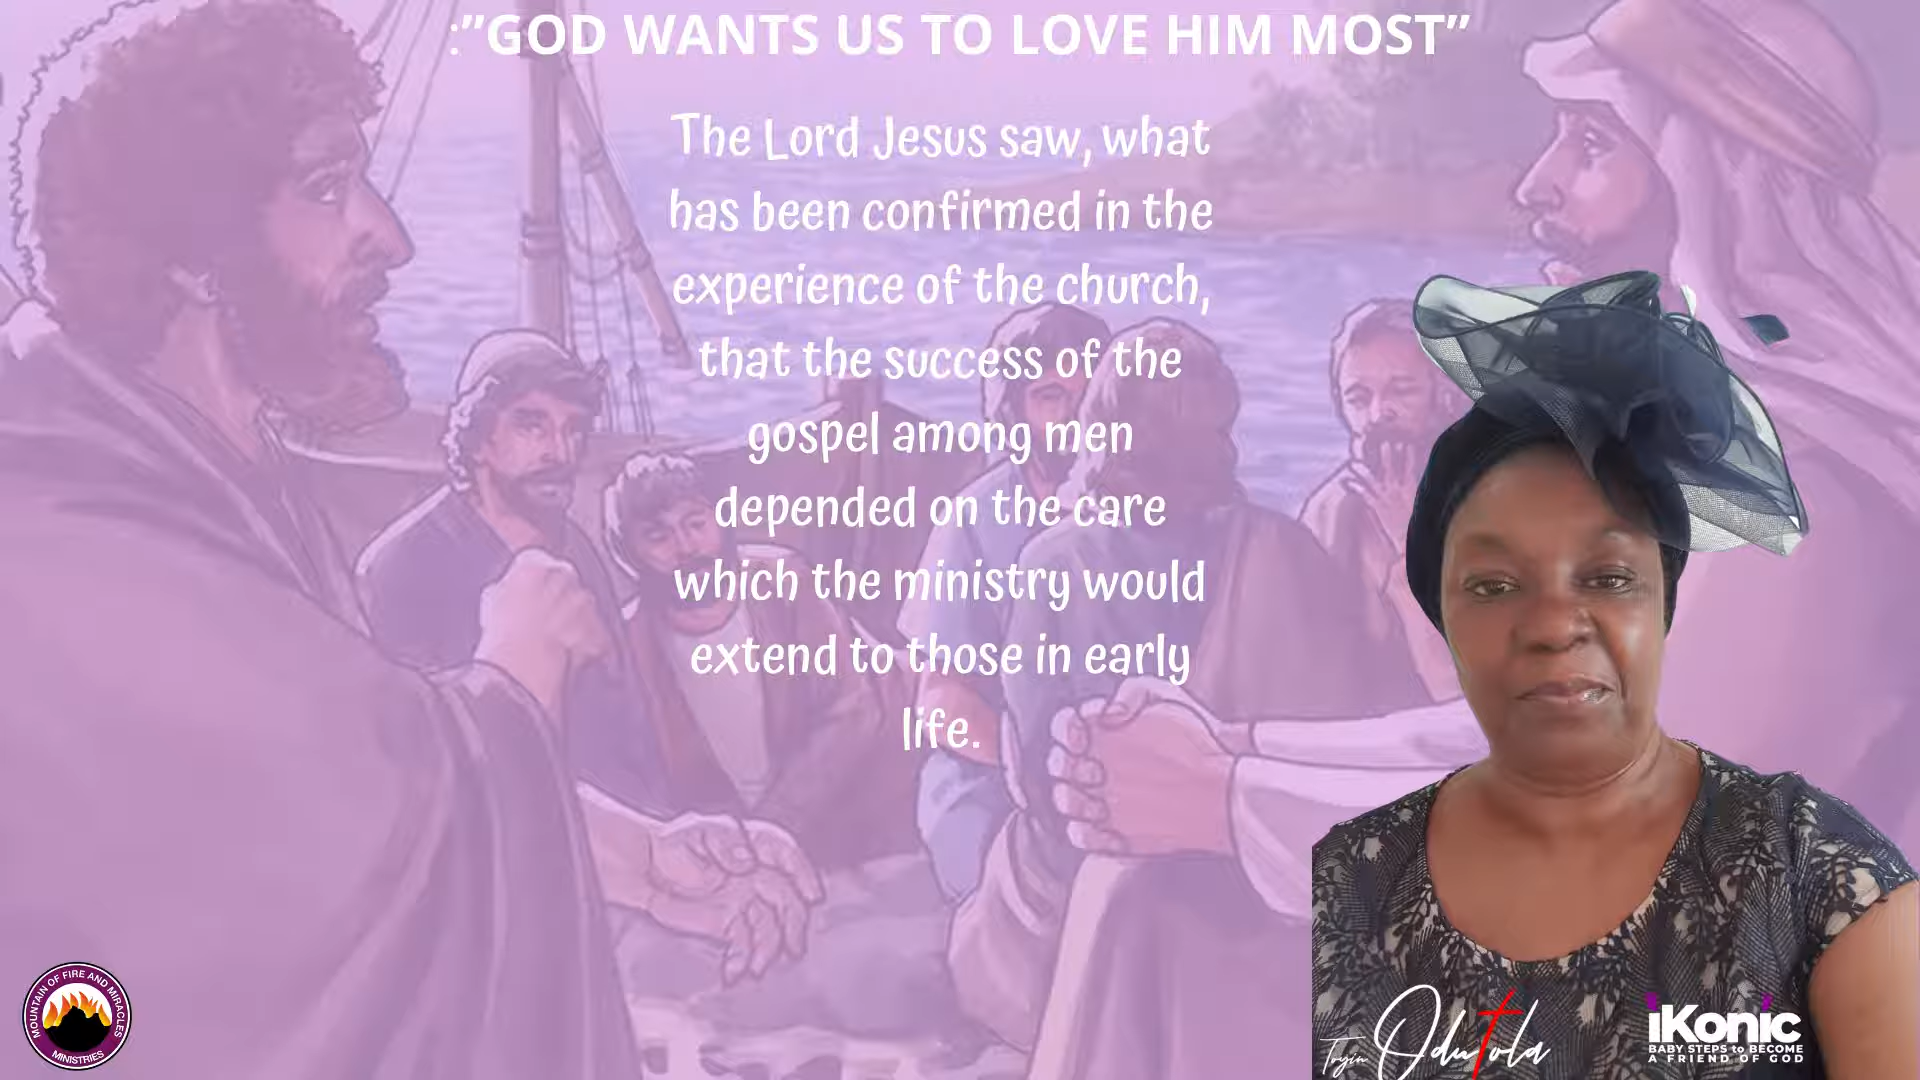 :”GOD WANTS US TO LOVE HIM MOST”
The Lord Jesus saw, what
has been confirmed in the
experience of the church,
that the success of the
gospel among men
depended on the care
which the ministry would
extend to those in early
life.
MOUNTAIN OF FIRE AND MIRACLES
MINISTRIES
Toyin Odutola
iKonic
BABY STEPS to BECOME
A FRIEND OF GOD